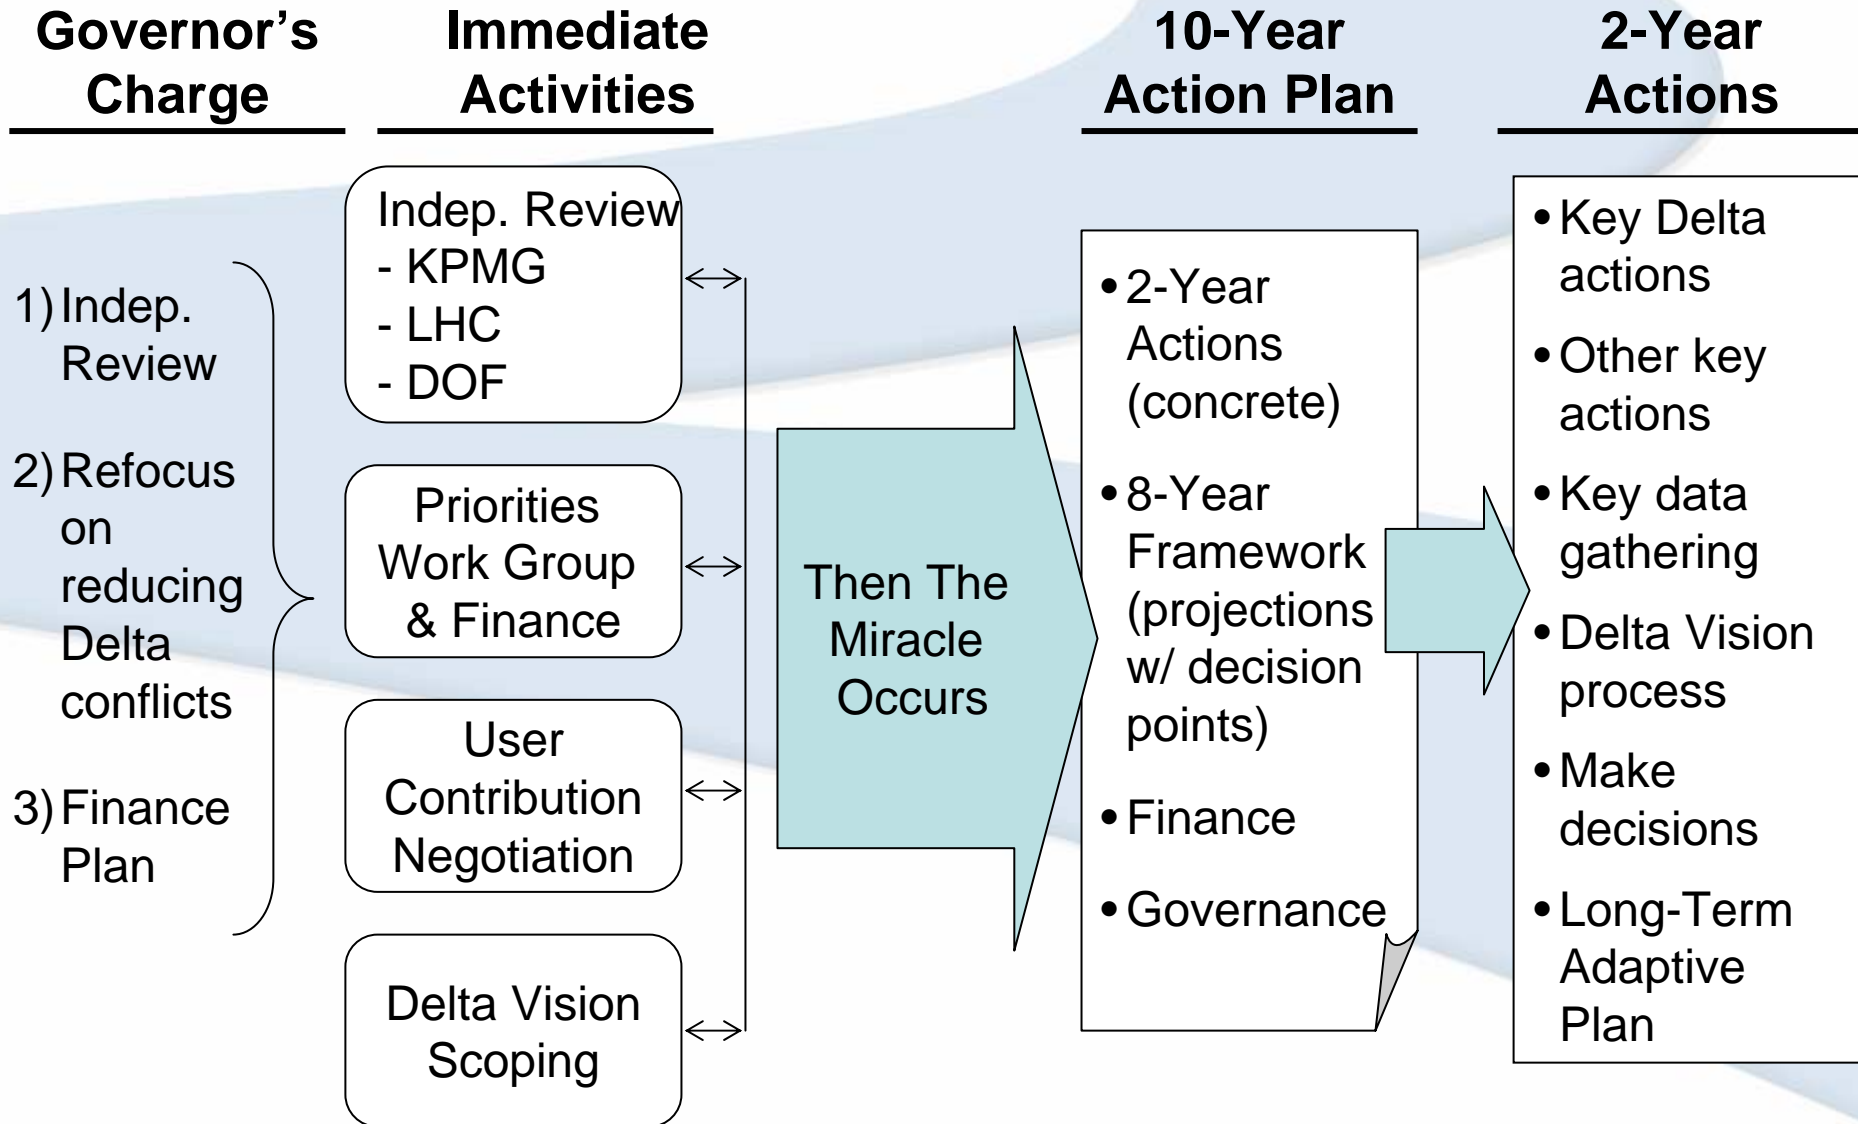 Governor’s
Charge
1) Indep.
Review
2) Refocus
on
reducing
Delta
conflicts
3) Finance
Plan
Immediate
Activities
Indep. Review
- KPMG
- LHC
- DOF
Priorities
Work Group
& Finance
User
Contribution
Negotiation
Delta Vision
Scoping
Then The
Miracle
Occurs
10-Year
Action Plan
• 2-Year
Actions
(concrete)
• 8-Year
Framework
(projections
w/ decision
points)
• Finance
• Governance
2-Year
Actions
• Key Delta
actions
• Other key
actions
• Key data
gathering
• Delta Vision
process
• Make
decisions
• Long-Term
Adaptive
Plan